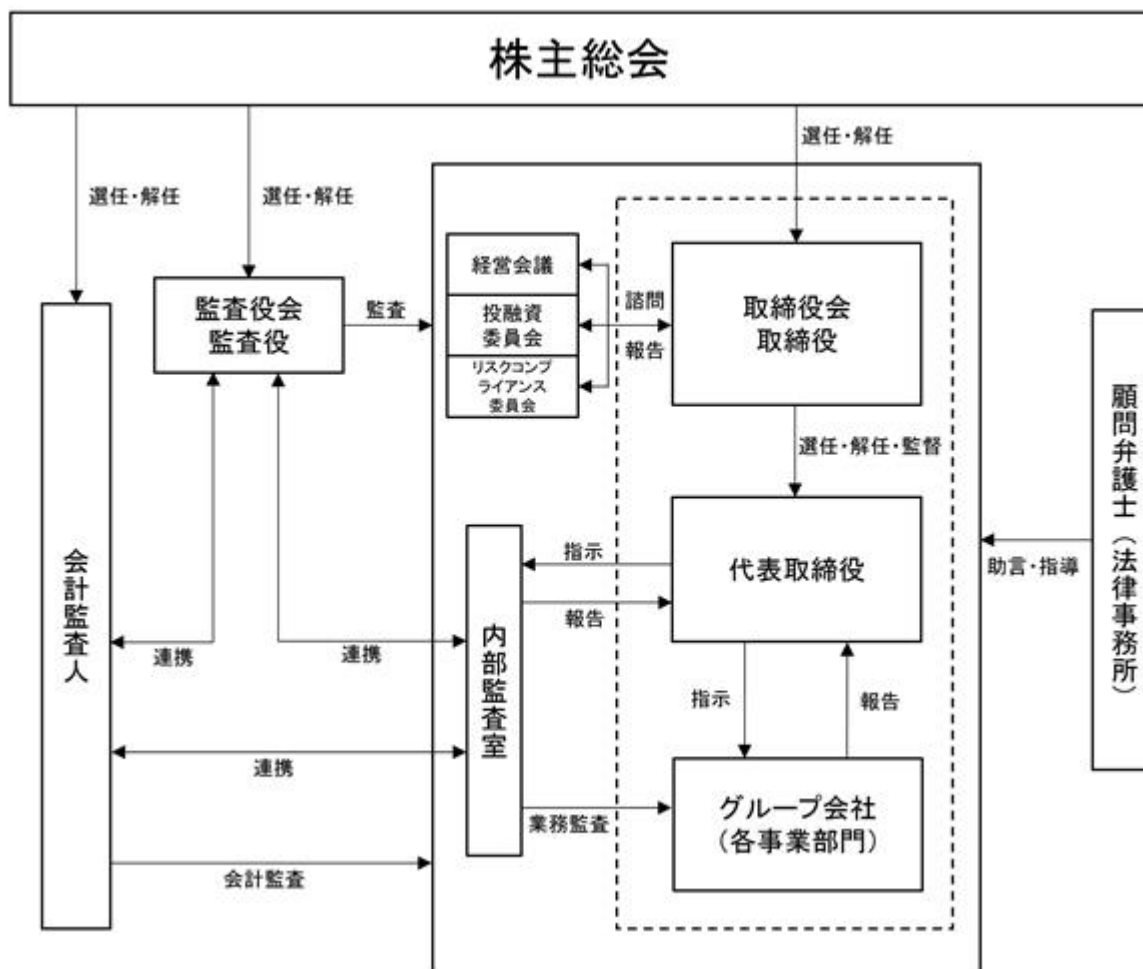 株主総会
選任・解任
選任・解任
選任・解任
経営会議
投融資
委員会
リスクコンプ
ライアンス
委員会
諮問
報告
取締役会
取締役
監査役会
監査役
監査
選任・解任・監督
顧問弁護士（法律事務所）
会計監査人
内部監査室
指示
報告
代表取締役
助言・指導
連携
連携
指示
報告
連携
業務監査
グループ会社
（各事業部門）
会計監査